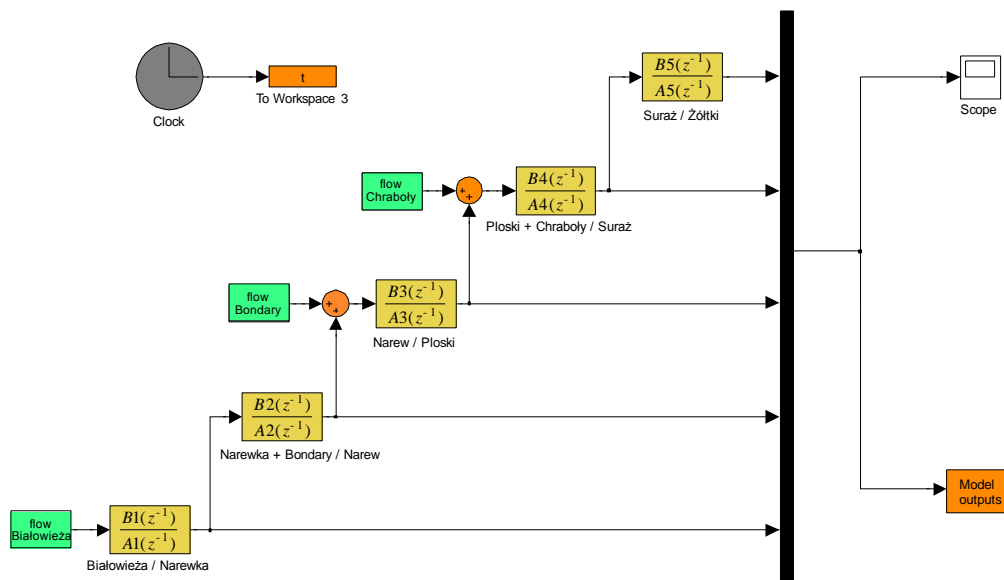 B5(z⁻¹)
A5(z⁻¹)
Suraż / Żółtki
t
To Workspace 3
Clock
Scope
flow
Chraboły
+
+
B4(z⁻¹)
A4(z⁻¹)
Ploski + Chraboły / Suraż
flow
Bondary
+
+
B3(z⁻¹)
A3(z⁻¹)
Narew / Ploski
B2(z⁻¹)
A2(z⁻¹)
Narewka + Bondary / Narew
Model
outputs
flow
Białowieża
B1(z⁻¹)
A1(z⁻¹)
Białowieża / Narewka